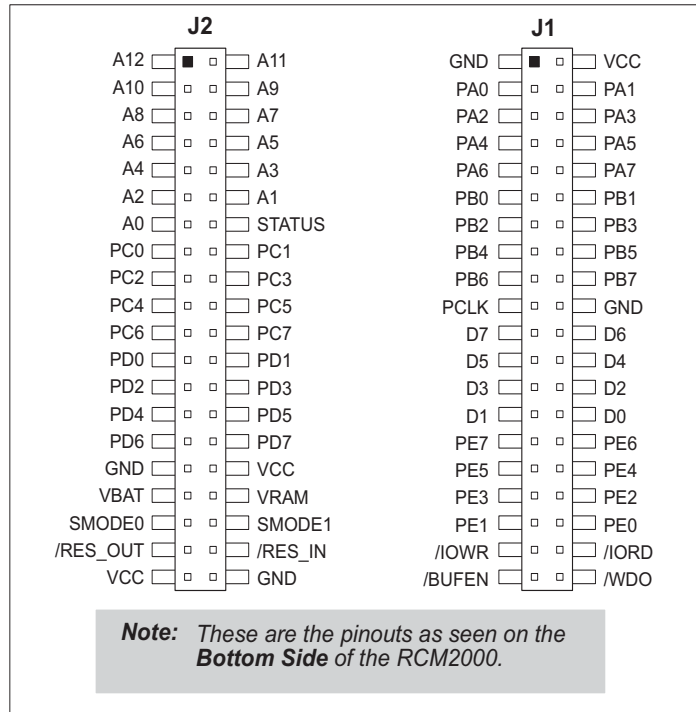 J2 J1
A12 A11 GND VCC
A10 A9 PA0 PA1
A8 A7 PA2 PA3
A6 A5 PA4 PA5
A4 A3 PA6 PA7
A2 A1 PB0 PB1
A0 STATUS PB2 PB3
PC0 PC1 PB4 PB5
PC2 PC3 PB6 PB7
PC4 PC5 PCLK GND
PC6 PC7 D7 D6
PD0 PD1 D5 D4
PD2 PD3 D3 D2
PD4 PD5 D1 D0
PD6 PD7 PE7 PE6
GND VCC PE5 PE4
VBAT VRAM PE3 PE2
SMODE0 SMODE1 PE1 PE0
/RES_OUT /RES_IN /IOWR /IORD
VCC GND /BUFEN /WDO
Note: These are the pinouts as seen on the
Bottom Side of the RCM2000.